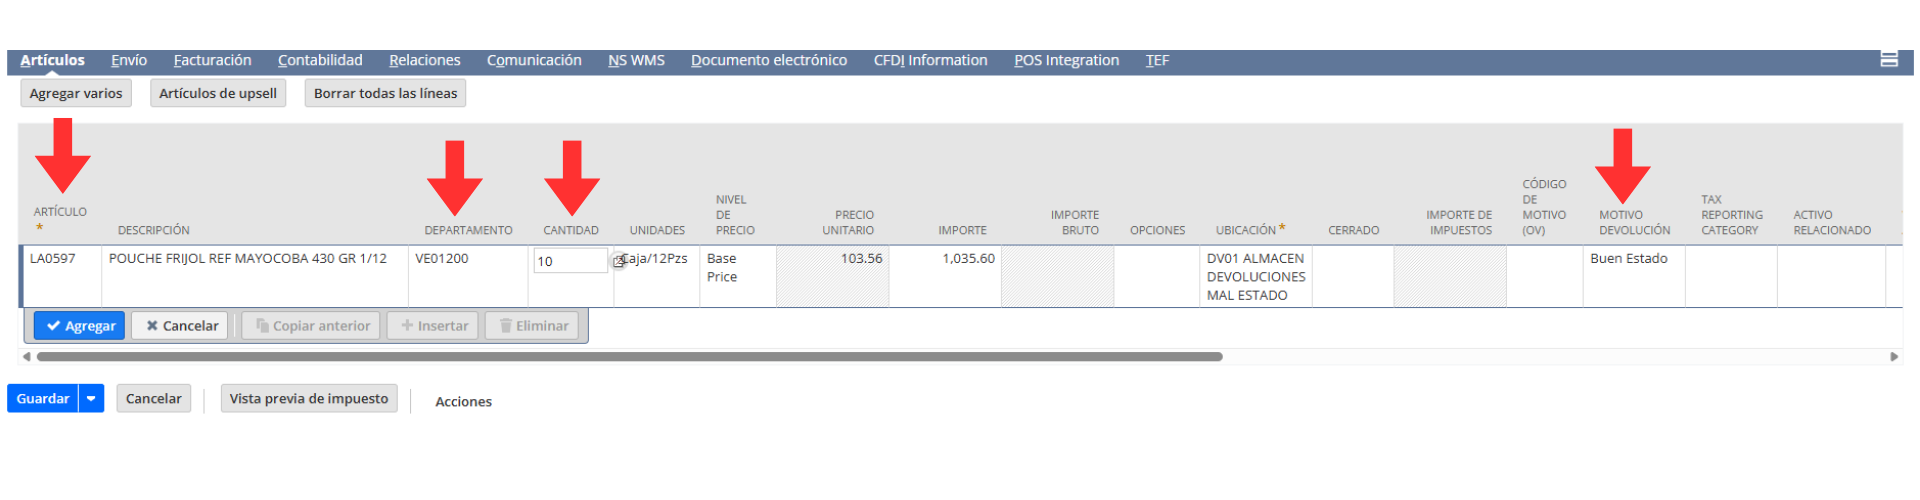 Artículos Envío Facturación Contabilidad Relaciones Comunicación NS WMS Documento electrónico CFDI Information POS Integration TEF
Agregar varios Artículos de upsell Borrar todas las líneas
ARTÍCULO *
DESCRIPCIÓN
DEPARTAMENTO
CANTIDAD
UNIDADES
NIVEL
DE
PRECIO
PRECIO
UNITARIO
IMPORTE
IMPORTE
BRUTO
OPCIONES
UBICACIÓN *
CERRADO
IMPORTE DE
IMPUESTOS
CÓDIGO
DE
MOTIVO
(OV)
MOTIVO
DEVOLUCIÓN
TAX
REPORTING
CATEGORY
ACTIVO
RELACIONADO
LA0597
POUCHE FRIJOL REF MAYOCOBA 430 GR 1/12
VE01200
10
Caja/12Pzs
Base
Price
103.56
1,035.60
DV01 ALMACEN
DEVOLUCIONES
MAL ESTADO
Buen Estado
Agregar Cancelar Copiar anterior Insertar Eliminar
Guardar Cancelar Vista previa de impuesto Acciones